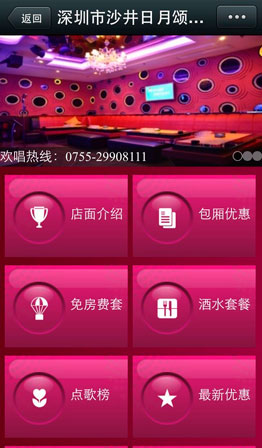 返回
深圳市沙井日月颂...
欢唱热线：0755-29908111
店面介绍
包厢优惠
免房费套
酒水套餐
点歌榜
最新优惠